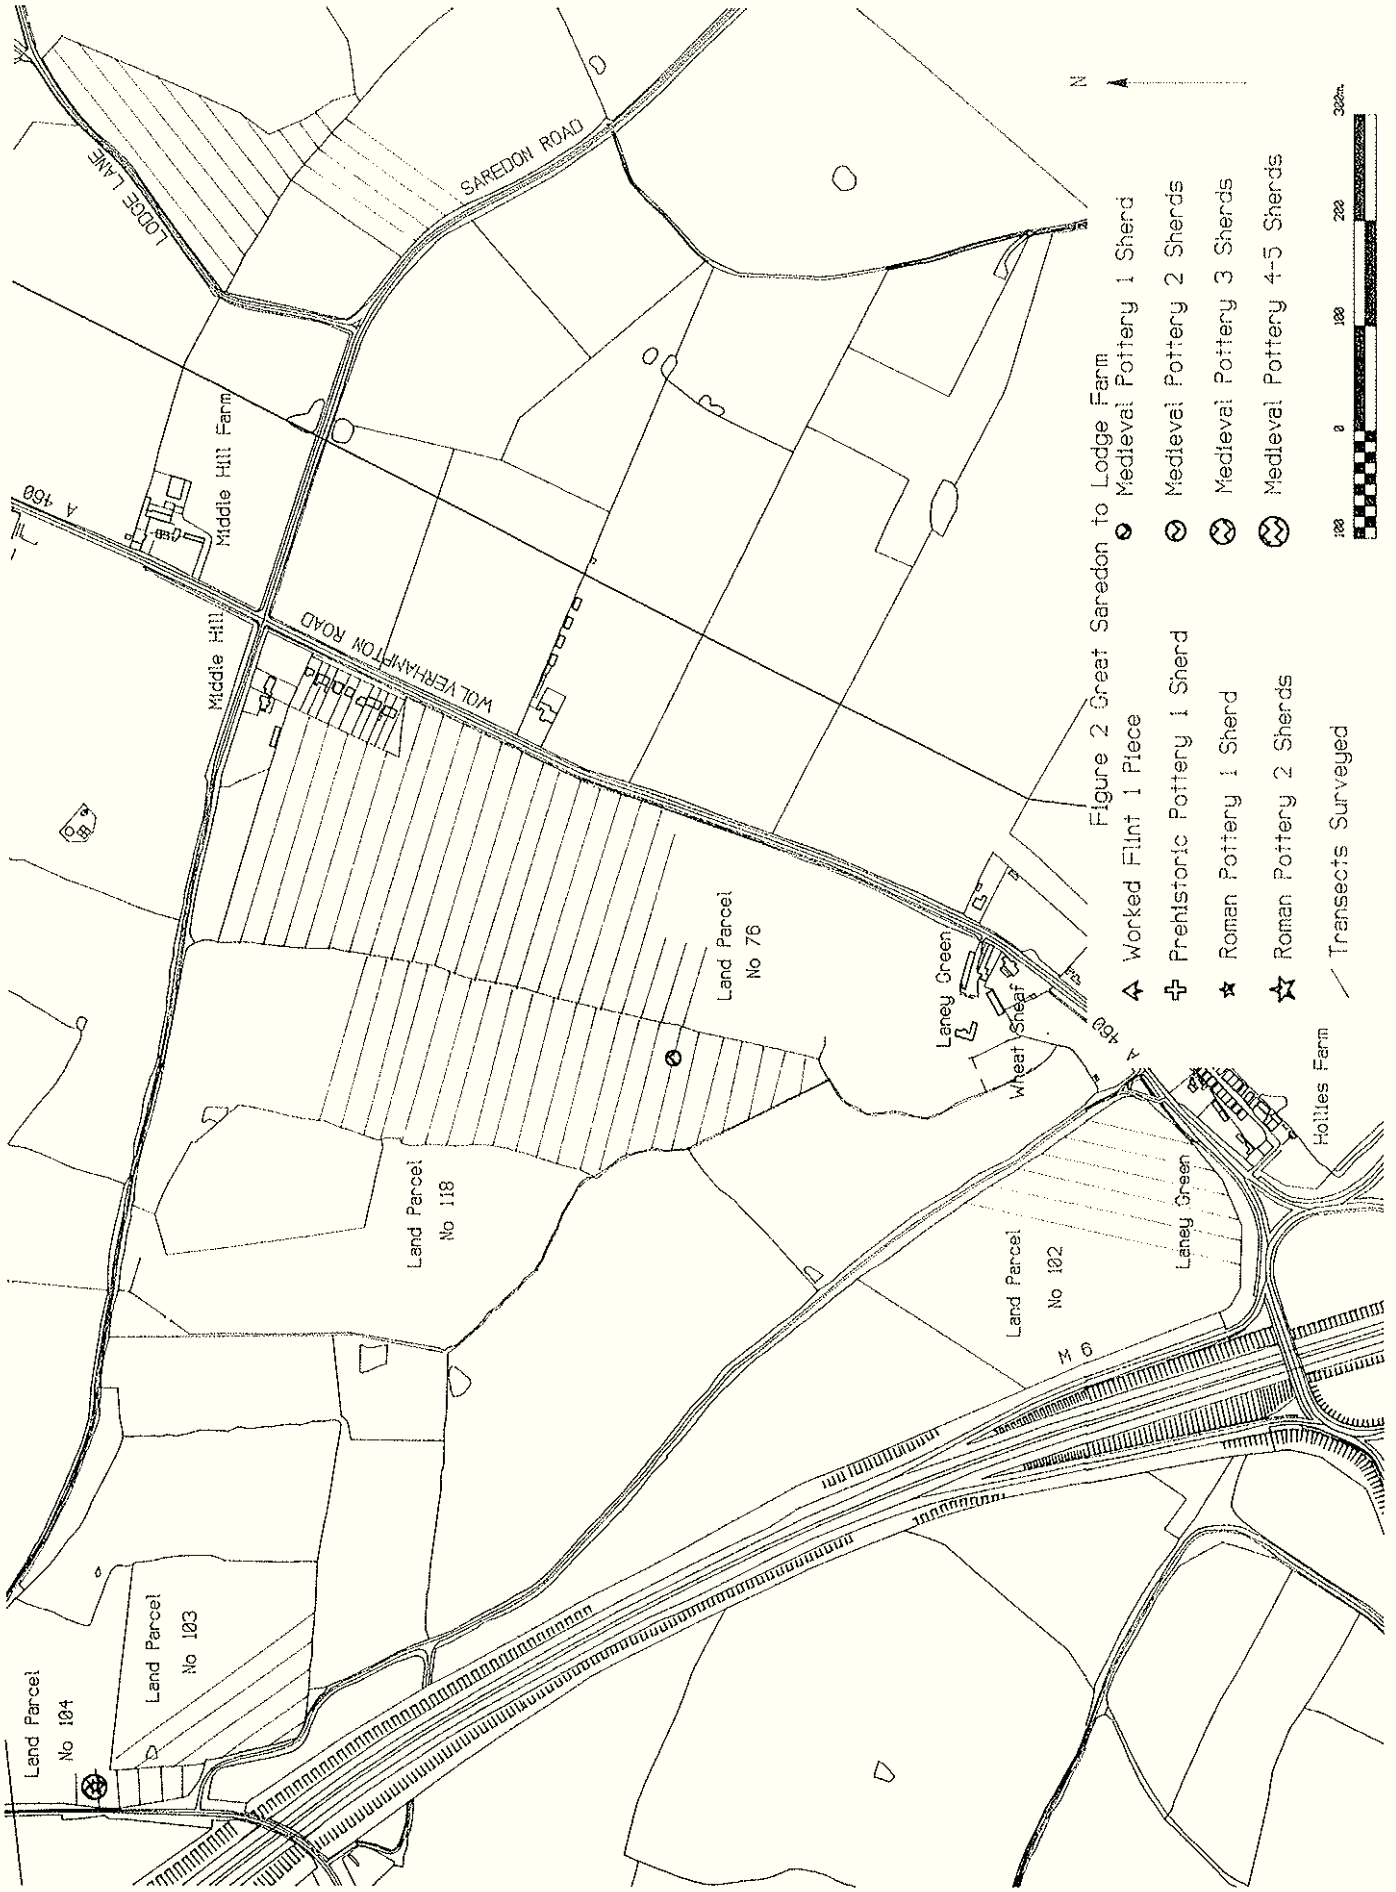 Land Parcel
No 104
Land Parcel
No 103
Land Parcel
No 118
Middle Hill
A 460
Middle Hill Farm
LODGE LANE
WOLVERHAMPTON ROAD
SAREDON ROAD
Land Parcel
No 76
M 6
Land Parcel
No 102
Laney Green
Wheat Sheaf
Laney Green
A 460
Hollies Farm
N
Figure 2 Great Saredon to Lodge Farm
Worked Flint 1 Piece
Prehistoric Pottery 1 Sherd
Roman Pottery 1 Sherd
Roman Pottery 2 Sherds
Transects Surveyed
Medieval Pottery 1 Sherd
Medieval Pottery 2 Sherds
Medieval Pottery 3 Sherds
Medieval Pottery 4-5 Sherds
100 0 100 200 300m